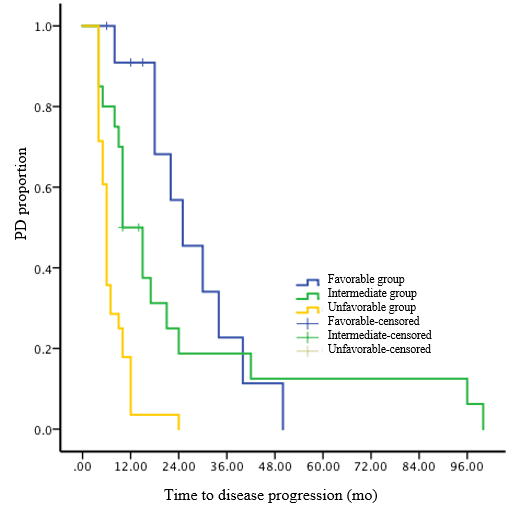 PD proportion
1.0
0.8
0.6
0.4
0.2
0.0
Favorable group
Intermediate group
Unfavorable group
Favorable-censored
Intermediate-censored
Unfavorable-censored
.00 12.00 24.00 36.00 48.00 60.00 72.00 84.00 96.00
Time to disease progression (mo)